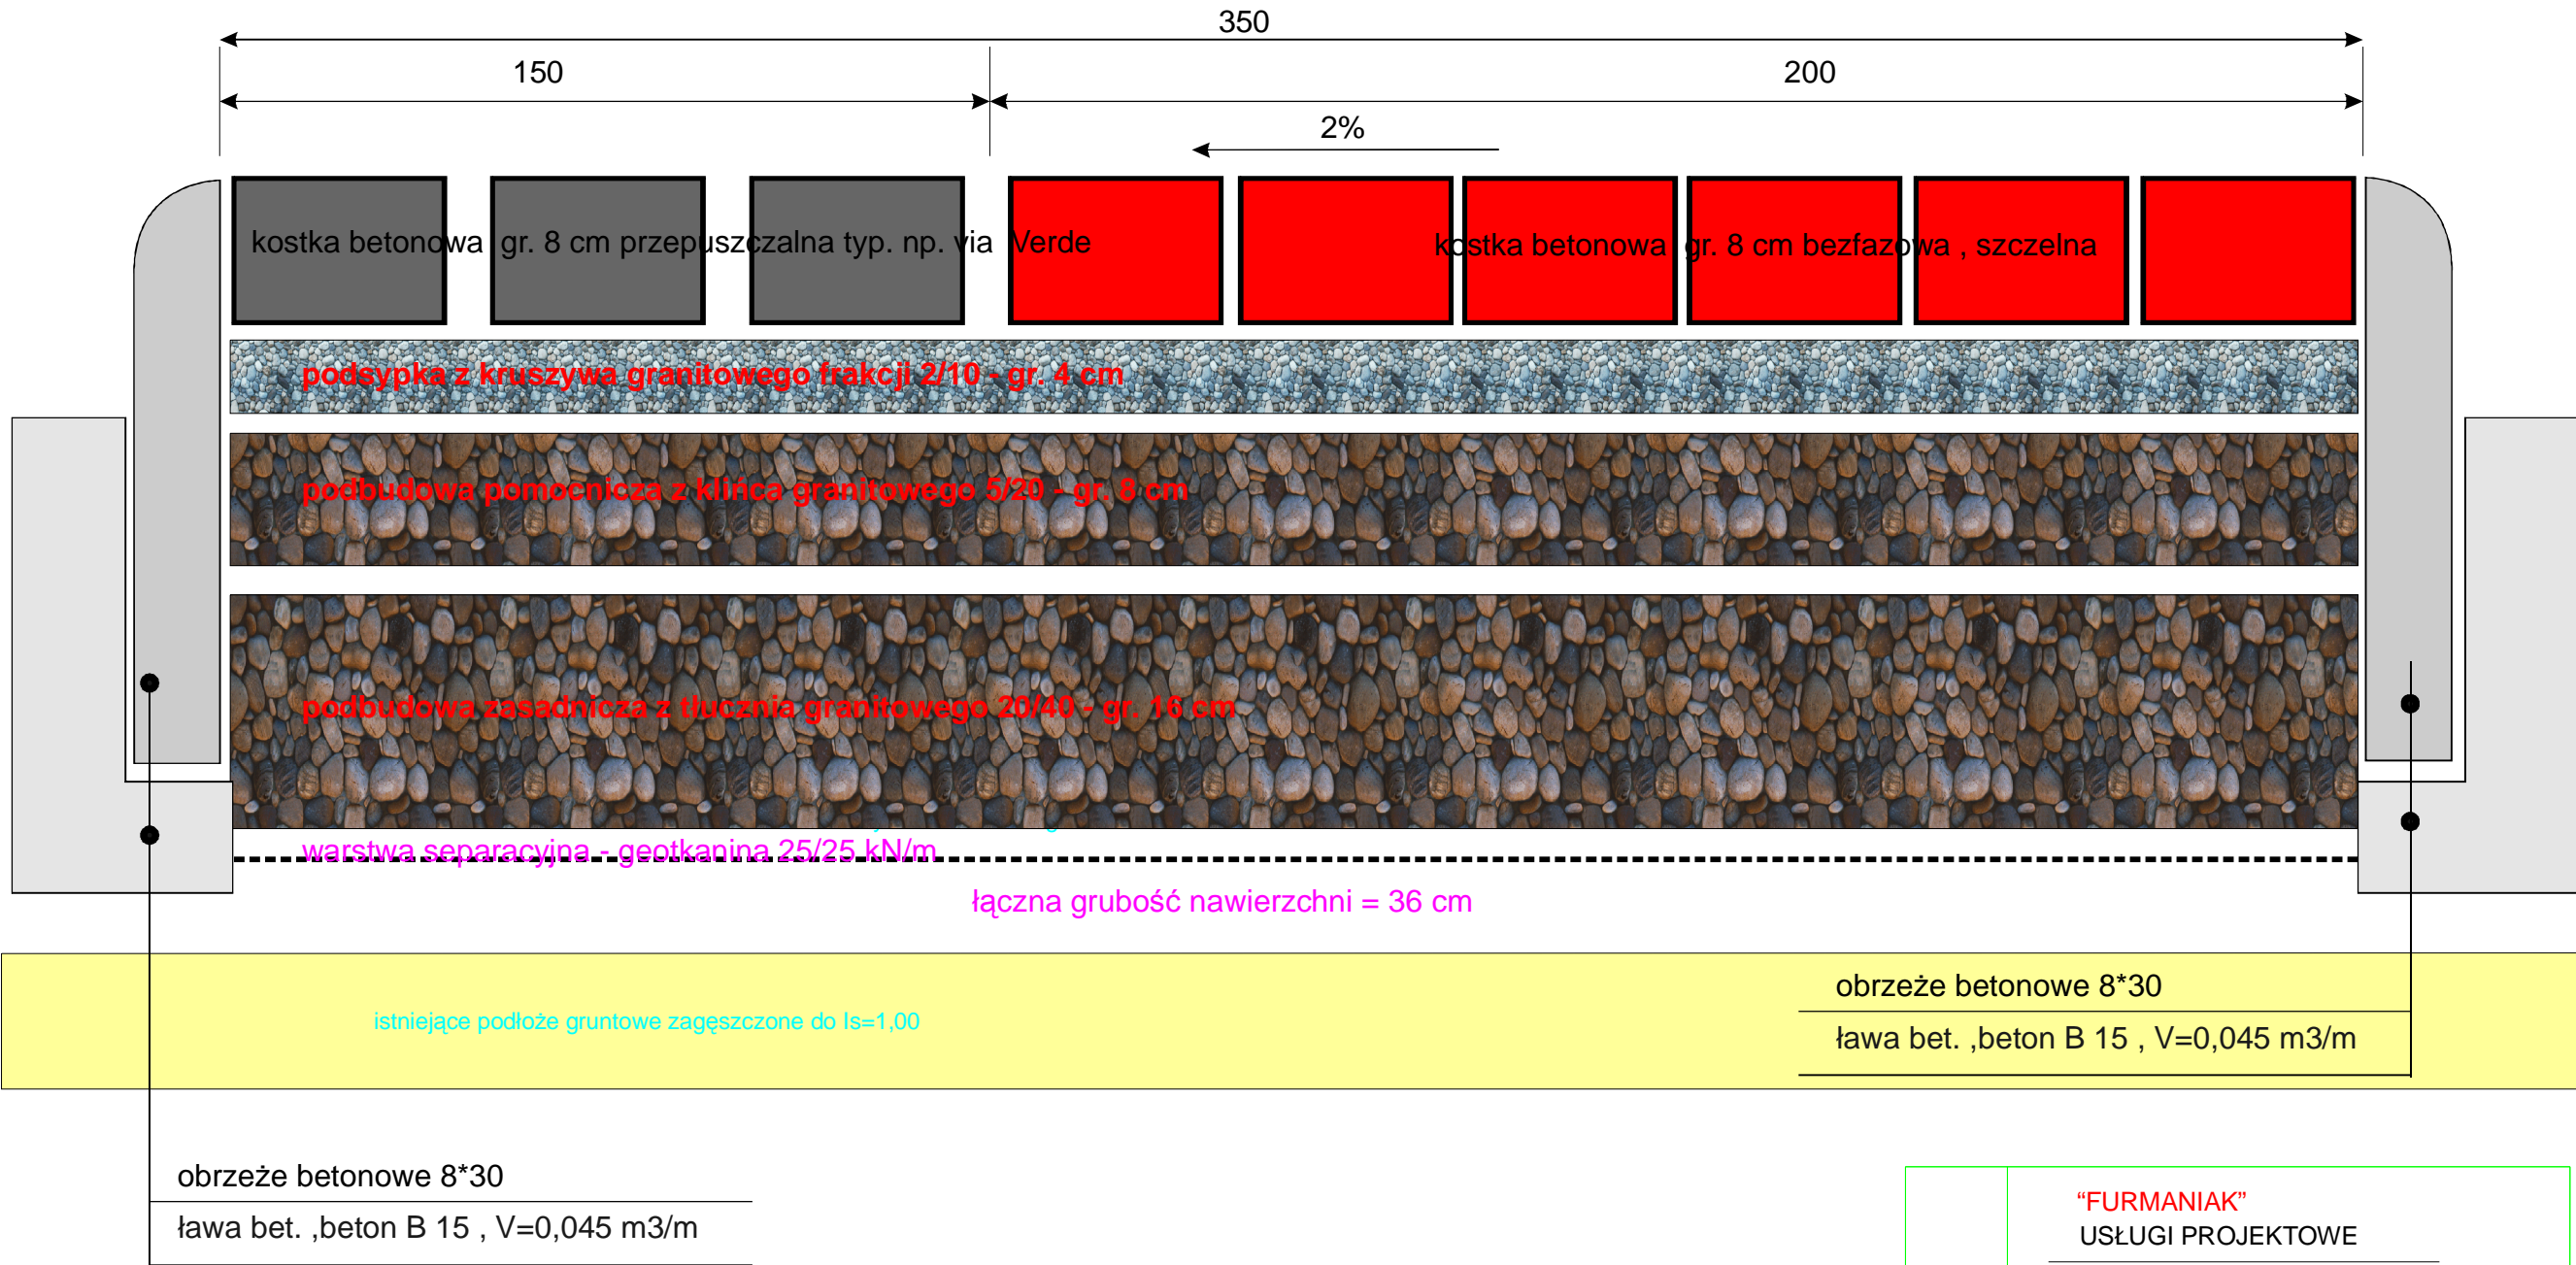 350
150
200
2%
kostka betonowa gr. 8 cm przepuszczalna typ. np. via Verde
kostka betonowa gr. 8 cm bezfazowa , szczelna
podsypka z kruszywa granitowego frakcji 2/10 - gr. 4 cm
podbudowa pomocnicza z klińca granitowego 5/20 - gr. 8 cm
podbudowa zasadnicza z tłucznia granitowego 20/40 - gr. 16 cm
warstwa separacyjna - geotkanina 25/25 kN/m
łączna grubość nawierzchni = 36 cm
obrzeże betonowe 8*30
istniejące podłoże gruntowe zagęszczone do Is=1,00
ława bet. ,beton B 15 , V=0,045 m3/m
obrzeże betonowe 8*30
ława bet. ,beton B 15 , V=0,045 m3/m
“FURMANIAK”
USŁUGI PROJEKTOWE